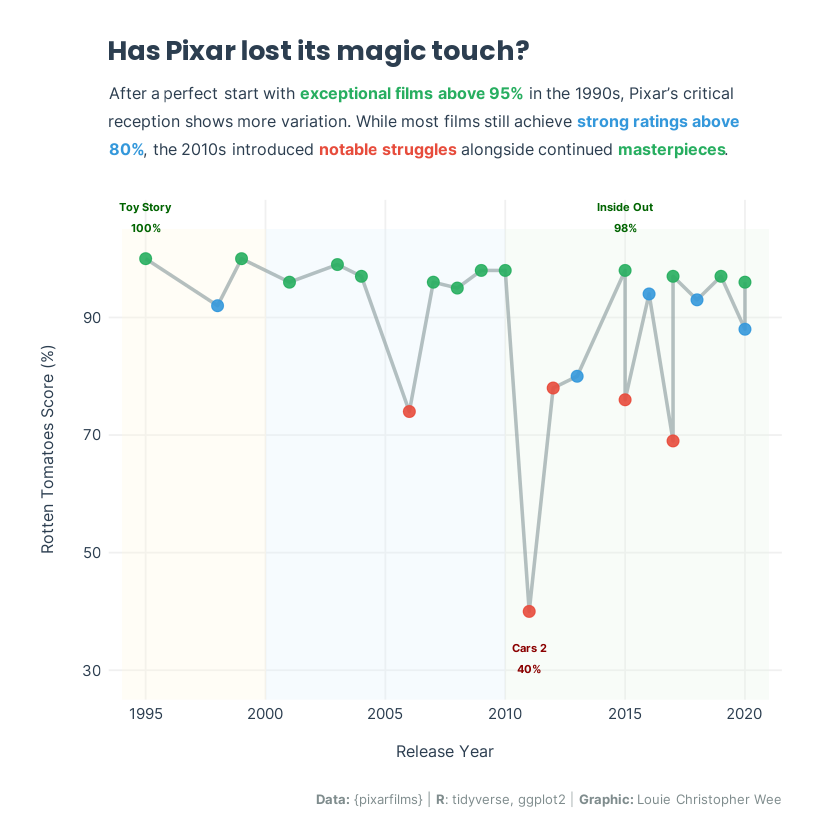 Has Pixar lost its magic touch?
After a perfect start with exceptional films above 95% in the 1990s, Pixar's critical
reception shows more variation. While most films still achieve strong ratings above
80%, the 2010s introduced notable struggles alongside continued masterpieces.
Toy Story
100%
Inside Out
98%
90
70
50
30
Rotten Tomatoes Score (%)
Cars 2
40%
1995 2000 2005 2010 2015 2020
Release Year
Data: {pixarfilms} | R: tidyverse, ggplot2 | Graphic: Louie Christopher Wee